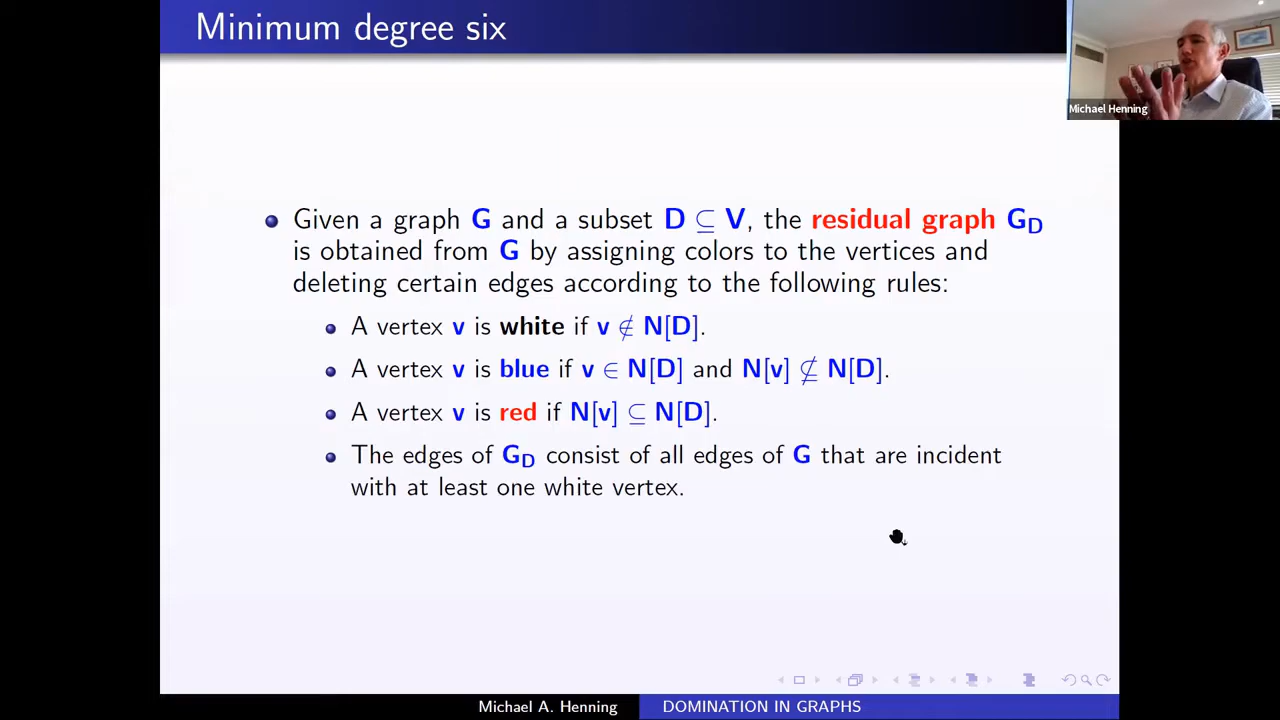 Minimum degree six
Michael Henning
Given a graph G and a subset D ⊆ V, the residual graph G_D
is obtained from G by assigning colors to the vertices and
deleting certain edges according to the following rules:
A vertex v is white if v ∉ N[D].
A vertex v is blue if v ∈ N[D] and N[v] ⊈ N[D].
A vertex v is red if N[v] ⊆ N[D].
The edges of G_D consist of all edges of G that are incident
with at least one white vertex.
Michael A. Henning DOMINATION IN GRAPHS